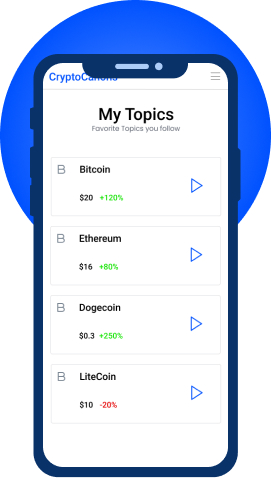 CryptoCanons
My Topics
Favorite Topics you follow
Bitcoin
$20 +120%
Ethereum
$16 +80%
Dogecoin
$0.3 +250%
LiteCoin
$10 -20%